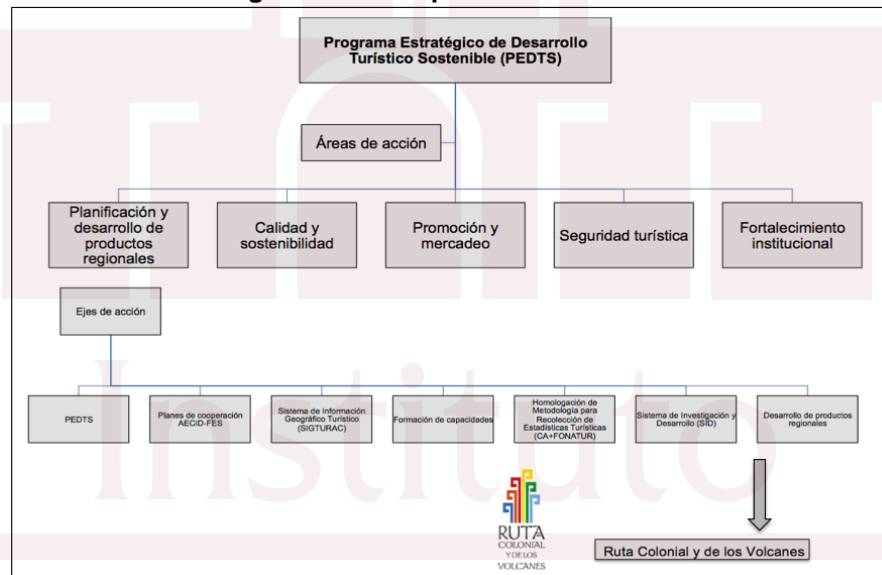 Programa Estratégico de Desarrollo
Turístico Sostenible (PEDTS)
Áreas de acción
Planificación y
desarrollo de
productos
regionales
Calidad y
sostenibilidad
Promoción y
mercadeo
Seguridad turística
Fortalecimiento
institucional
Ejes de acción
PEDTS
Planes de cooperación
AECID-FES
Sistema de Información
Geográfico Turístico
(SIGTURAC)
Formación de capacidades
Homologación de
Metodología para
Recolección de
Estadísticas Turísticas
(CA+FONATUR)
Sistema de Investigación y
Desarrollo (SID)
Desarrollo de productos
regionales
Instituto
RUTA
COLONIAL
Y DE LOS
VOLCANES
Ruta Colonial y de los Volcanes